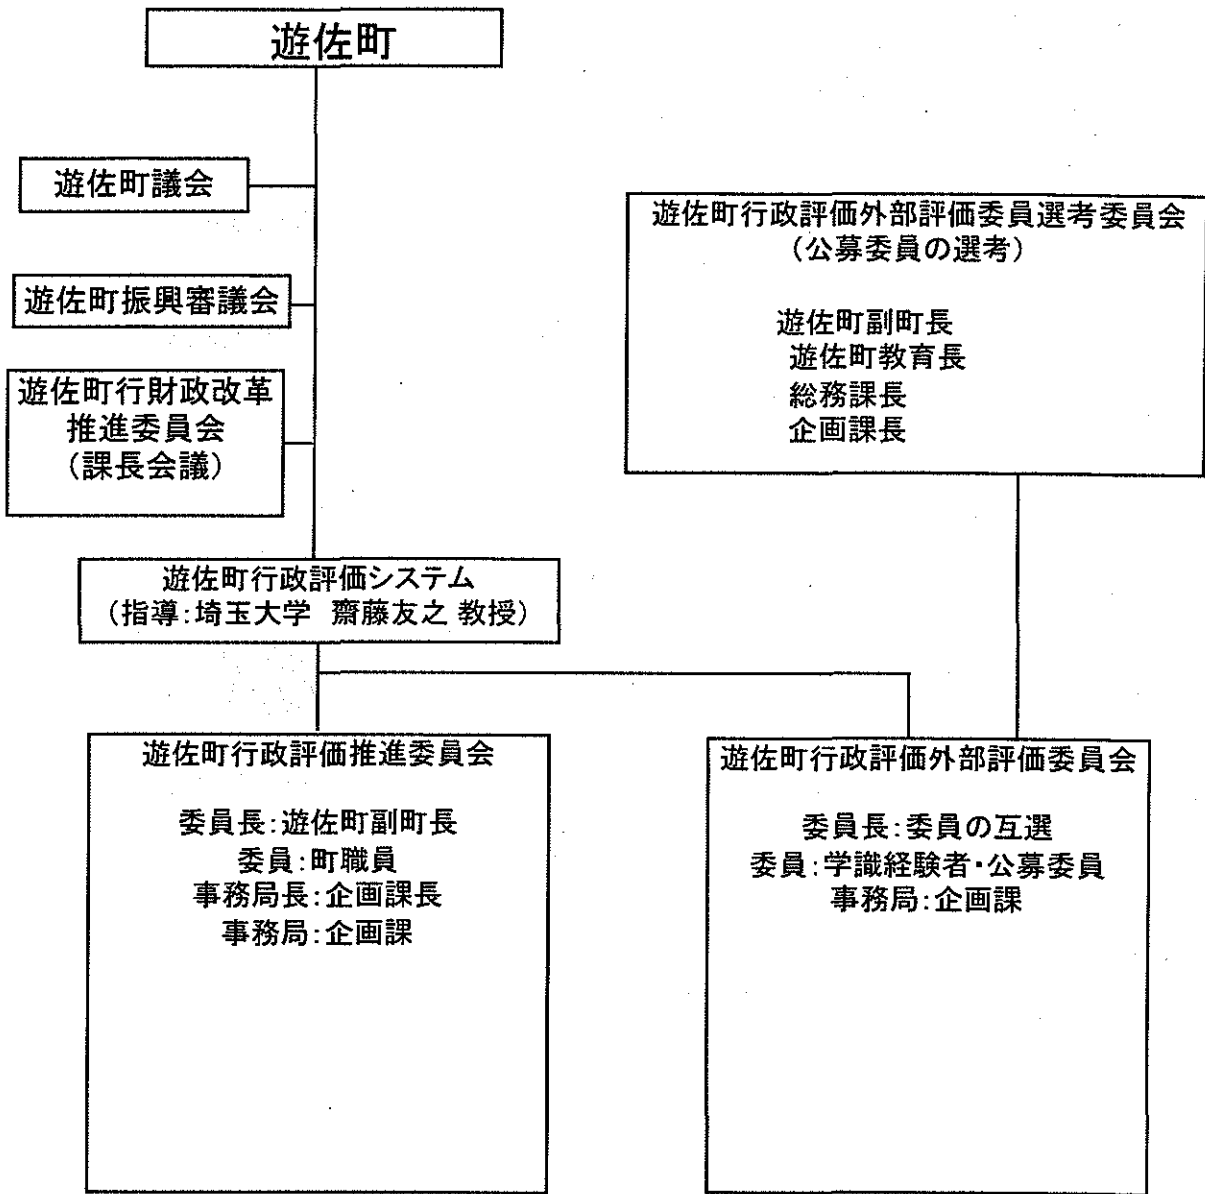 遊佐町
遊佐町議会
遊佐町振興審議会
遊佐町行財政改革
推進委員会
(課長会議)
遊佐町行政評価外部評価委員選考委員会
(公募委員の選考)
遊佐町副町長
遊佐町教育長
総務課長
企画課長
遊佐町行政評価システム
(指導:埼玉大学 齋藤友之 教授)
遊佐町行政評価推進委員会
委員長:遊佐町副町長
委員:町職員
事務局長:企画課長
事務局:企画課
遊佐町行政評価外部評価委員会
委員長:委員の互選
委員:学識経験者・公募委員
事務局:企画課